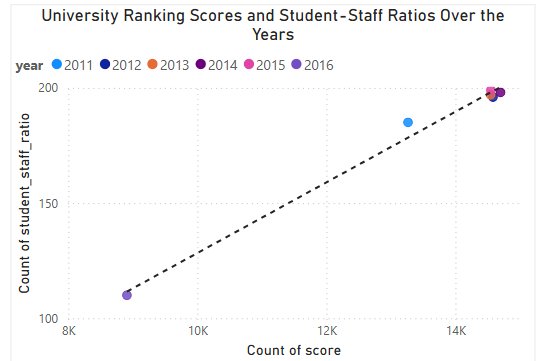 University Ranking Scores and Student-Staff Ratios Over the
Years
year 2011 2012 2013 2014 2015 2016
200
150
100
Count of student_staff_ratio
8K 10K 12K 14K
Count of score